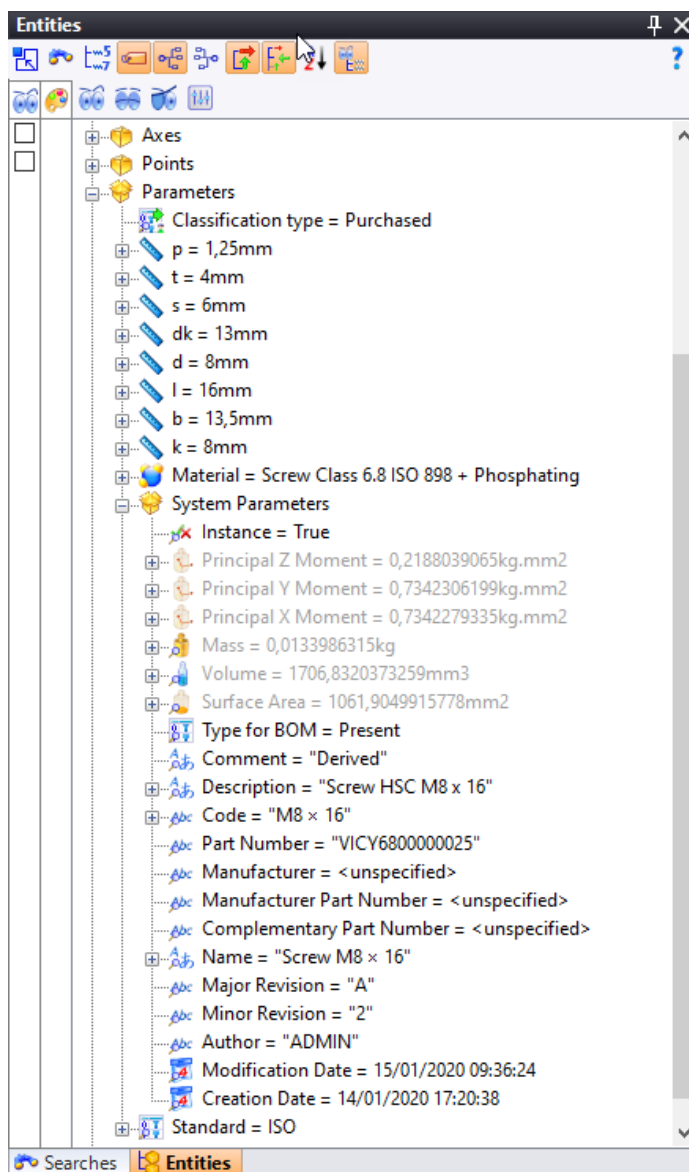 Entities
Axes
Points
Parameters
Classification type = Purchased
p = 1,25mm
t = 4mm
s = 6mm
dk = 13mm
d = 8mm
l = 16mm
b = 13,5mm
k = 8mm
Material = Screw Class 6.8 ISO 898 + Phosphating
System Parameters
Instance = True
Principal Z Moment = 0,2188039065kg.mm2
Principal Y Moment = 0,7342306199kg.mm2
Principal X Moment = 0,7342279335kg.mm2
Mass = 0,0133986315kg
Volume = 1706,8320373259mm3
Surface Area = 1061,9049915778mm2
Type for BOM = Present
Comment = "Derived"
Description = "Screw HSC M8 x 16"
Code = "M8 × 16"
Part Number = "VICY6800000025"
Manufacturer = <unspecified>
Manufacturer Part Number = <unspecified>
Complementary Part Number = <unspecified>
Name = "Screw M8 × 16"
Major Revision = "A"
Minor Revision = "2"
Author = "ADMIN"
Modification Date = 15/01/2020 09:36:24
Creation Date = 14/01/2020 17:20:38
Standard = ISO
Searches Entities